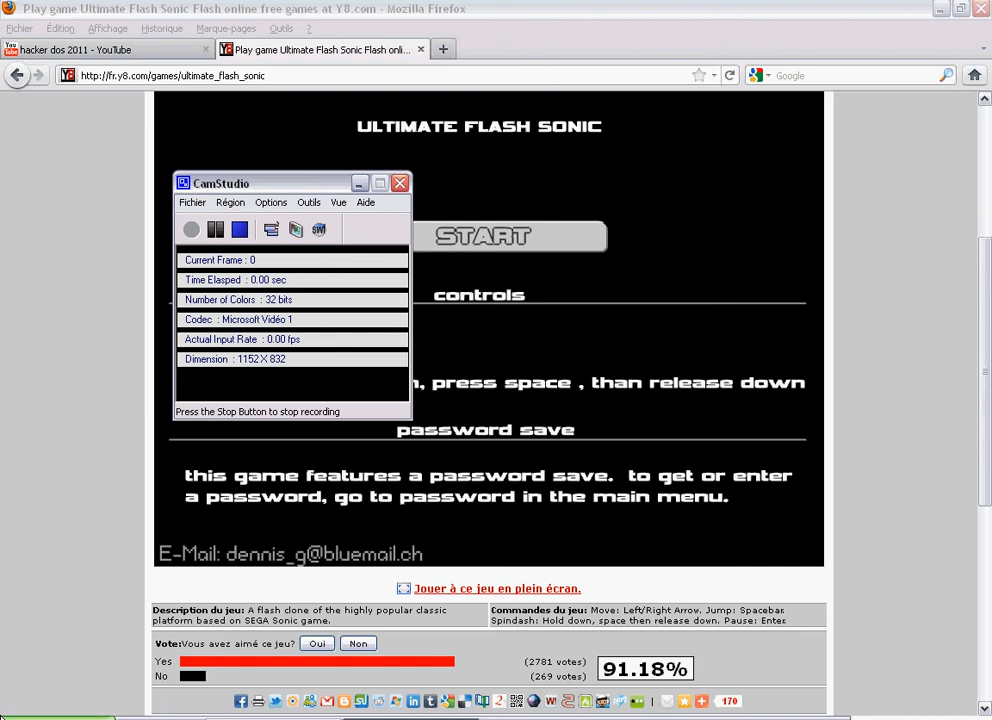 Play game Ultimate Flash Sonic Flash online free games at Y8.com - Mozilla Firefox
Fichier Édition Affichage Historique Marque-pages Outils ?
You Tube hacker dos 2011 - YouTube × Y8 Play game Ultimate Flash Sonic Flash onli... × +
Y8 http://fr.y8.com/games/ultimate_flash_sonic Google
ULTIMATE FLASH SONIC
CamStudio
Fichier Région Options Outils Vue Aide
SWF
START
Current Frame : 0
Time Elasped : 0.00 sec
Number of Colors : 32 bits
controls
Codec : Microsoft Vidéo 1
Actual Input Rate : 0.00 fps
Dimension : 1152 X 832
, press space , than release down
Press the Stop Button to stop recording
password save
this game features a password save. to get or enter
a password, go to password in the main menu.
E-Mail: dennis_g@bluemail.ch
Jouer à ce jeu en plein écran.
Description du jeu: A flash clone of the highly popular classic
platform based on SEGA Sonic game.
Commandes du jeu: Move: Left/Right Arrow. Jump: Spacebar.
Spindash: Hold down, space then release down. Pause: Enter
Vote:Vous avez aimé ce jeu? Oui Non
Yes (2781 votes)
No (269 votes)
91.18%
170